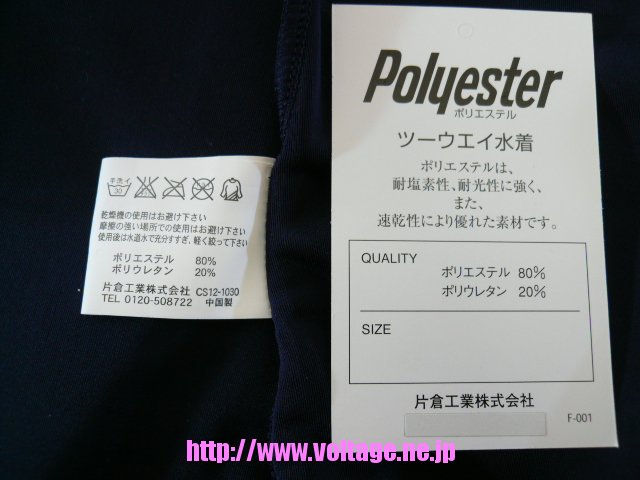 手洗イ
30
乾燥機の使用はお避け下さい
摩擦の強い場所での使用はお避け下さい
使用後は水道水で充分すすぎ、軽く絞って下さい
ポリエステル 80%
ポリウレタン 20%
片倉工業株式会社 CS12-1030
TEL 0120-508722 中国製
Polyester
ポリエステル
ツーウエイ水着
ポリエステルは、
耐塩素性、耐光性に強く、
また、
速乾性により優れた素材です。
QUALITY
ポリエステル 80%
ポリウレタン 20%
SIZE
片倉工業株式会社
F-001
http://www.voltage.ne.jp